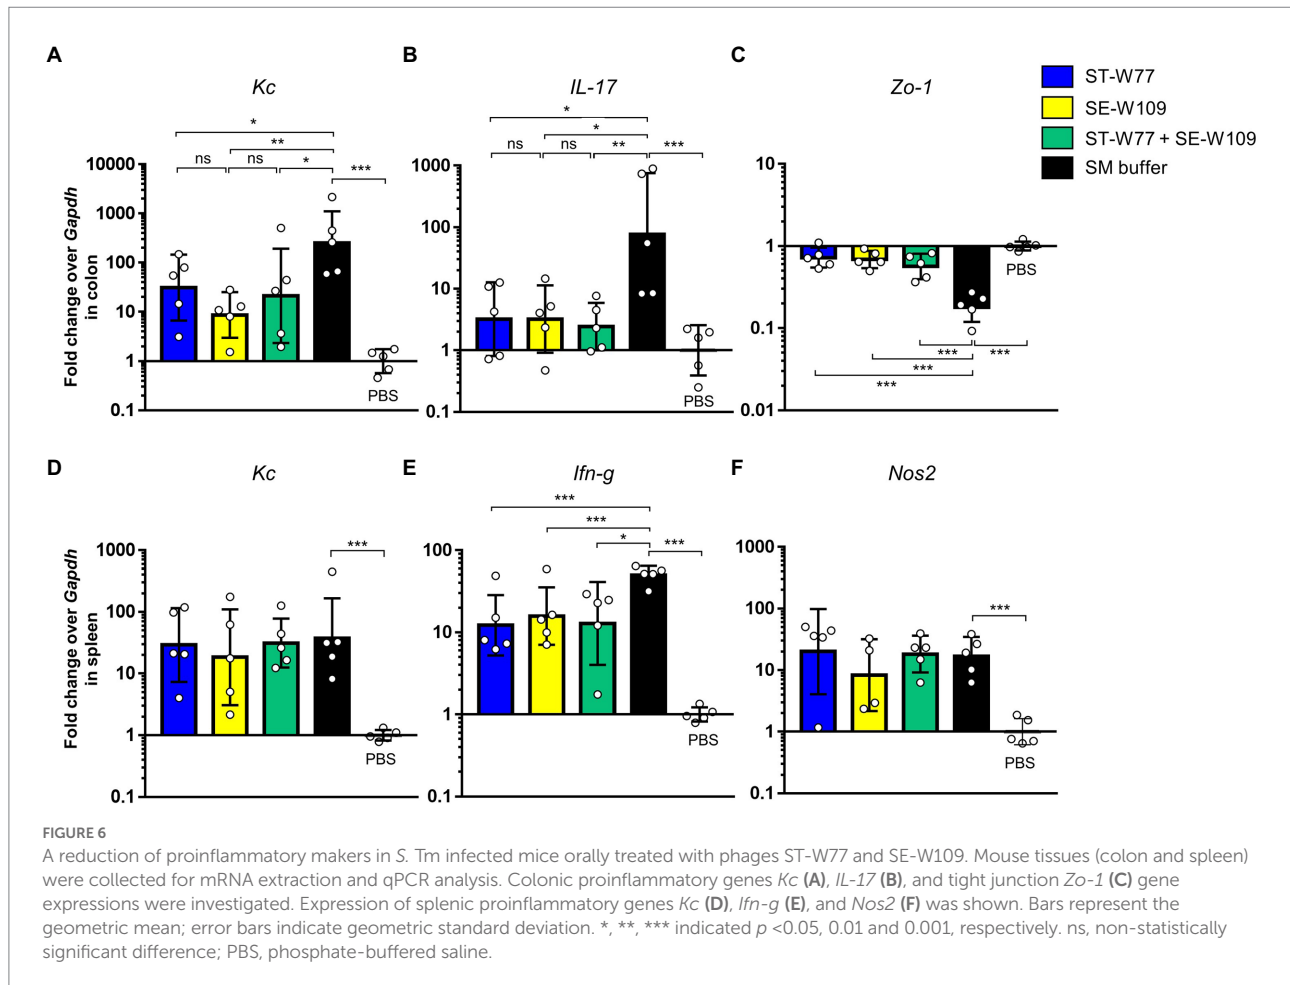 A
B
C
Kc
IL-17
Zo-1
ST-W77
SE-W109
ST-W77 + SE-W109
SM buffer
*
**
ns
ns
*
***
*
*
ns
ns
**
***
Fold change over Gapdh
in colon
10000
1000
100
10
1
0.1
PBS
1000
100
10
1
0.1
PBS
10
1
0.1
0.01
PBS
***
***
***
***
D
E
F
Kc
Ifn-g
Nos2
***
***
***
*
***
***
Fold change over Gapdh
in spleen
1000
100
10
1
0.1
PBS
100
10
1
0.1
PBS
1000
100
10
1
0.1
PBS
FIGURE 6
A reduction of proinflammatory makers in S. Tm infected mice orally treated with phages ST-W77 and SE-W109. Mouse tissues (colon and spleen)
were collected for mRNA extraction and qPCR analysis. Colonic proinflammatory genes Kc (A), IL-17 (B), and tight junction Zo-1 (C) gene
expressions were investigated. Expression of splenic proinflammatory genes Kc (D), Ifn-g (E), and Nos2 (F) was shown. Bars represent the
geometric mean; error bars indicate geometric standard deviation. *, **, *** indicated p <0.05, 0.01 and 0.001, respectively. ns, non-statistically
significant difference; PBS, phosphate-buffered saline.